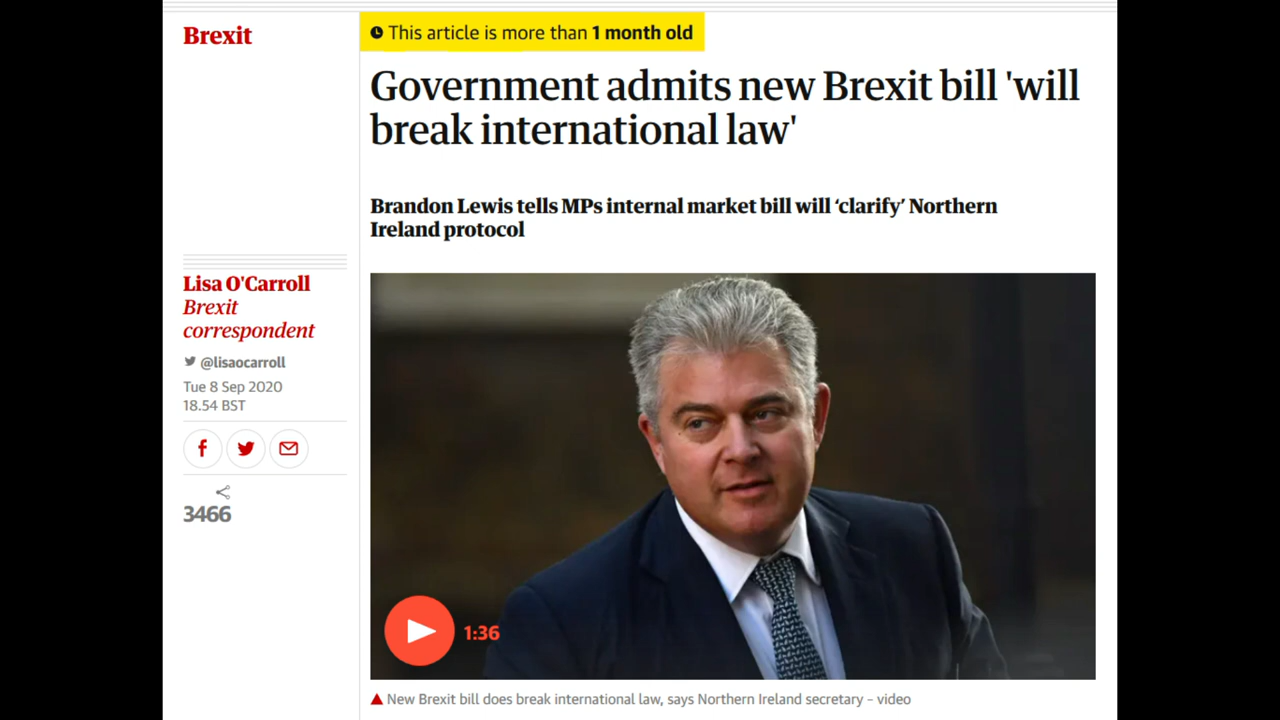 Brexit
This article is more than 1 month old
Government admits new Brexit bill 'will
break international law'
Brandon Lewis tells MPs internal market bill will ‘clarify’ Northern
Ireland protocol
Lisa O'Carroll
Brexit
correspondent
@lisaocarroll
Tue 8 Sep 2020
18.54 BST
3466
1:36
New Brexit bill does break international law, says Northern Ireland secretary – video